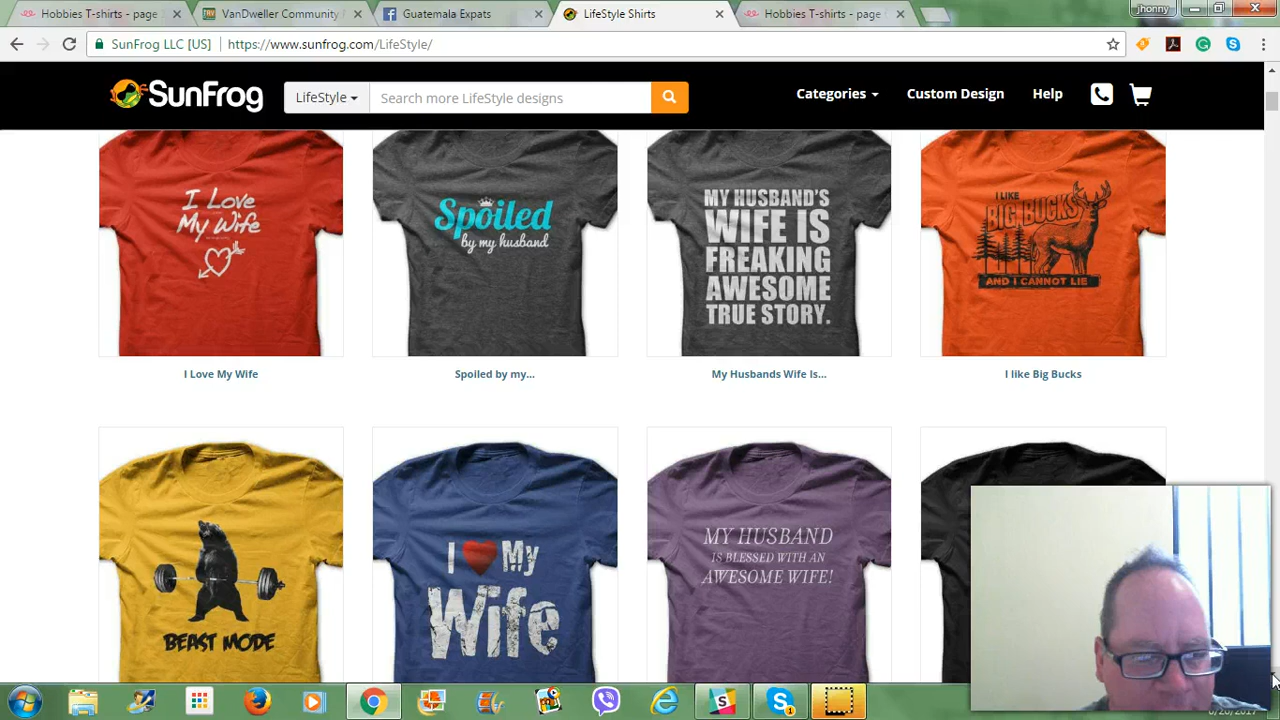 Hobbies T-shirts - page
VanDweller Community
Guatemala Expats
LifeStyle Shirts
Hobbies T-shirts - page
jhonny
SunFrog LLC [US]
https://www.sunfrog.com/LifeStyle/
SunFrog
LifeStyle
Search more LifeStyle designs
Categories
Custom Design
Help
I Love
My Wife
Spoiled
by my husband
MY HUSBAND'S
WIFE IS
FREAKING
AWESOME
TRUE STORY.
I LIKE
BIG BUCKS
AND I CANNOT LIE
I Love My Wife
Spoiled by my...
My Husbands Wife Is...
I like Big Bucks
BEAST MODE
I My
Wife
MY HUSBAND
IS BLESSED WITH AN
AWESOME WIFE!